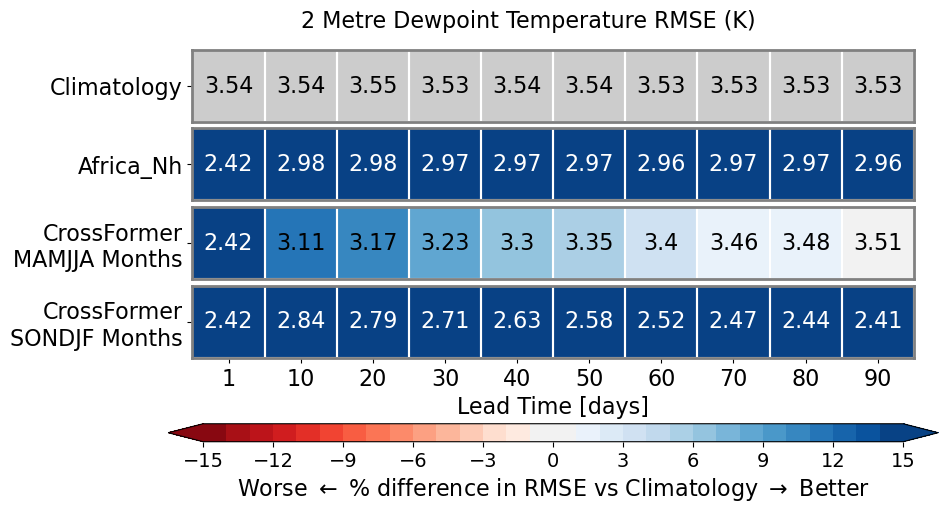 2 Metre Dewpoint Temperature RMSE (K)
Climatology 3.54 3.54 3.55 3.53 3.54 3.54 3.53 3.53 3.53 3.53
Africa_Nh 2.42 2.98 2.98 2.97 2.97 2.97 2.96 2.97 2.97 2.96
CrossFormer
MAMJJA Months 2.42 3.11 3.17 3.23 3.3 3.35 3.4 3.46 3.48 3.51
CrossFormer
SONDJF Months 2.42 2.84 2.79 2.71 2.63 2.58 2.52 2.47 2.44 2.41
1 10 20 30 40 50 60 70 80 90
Lead Time [days]
−15 −12 −9 −6 −3 0 3 6 9 12 15
Worse ← % difference in RMSE vs Climatology → Better